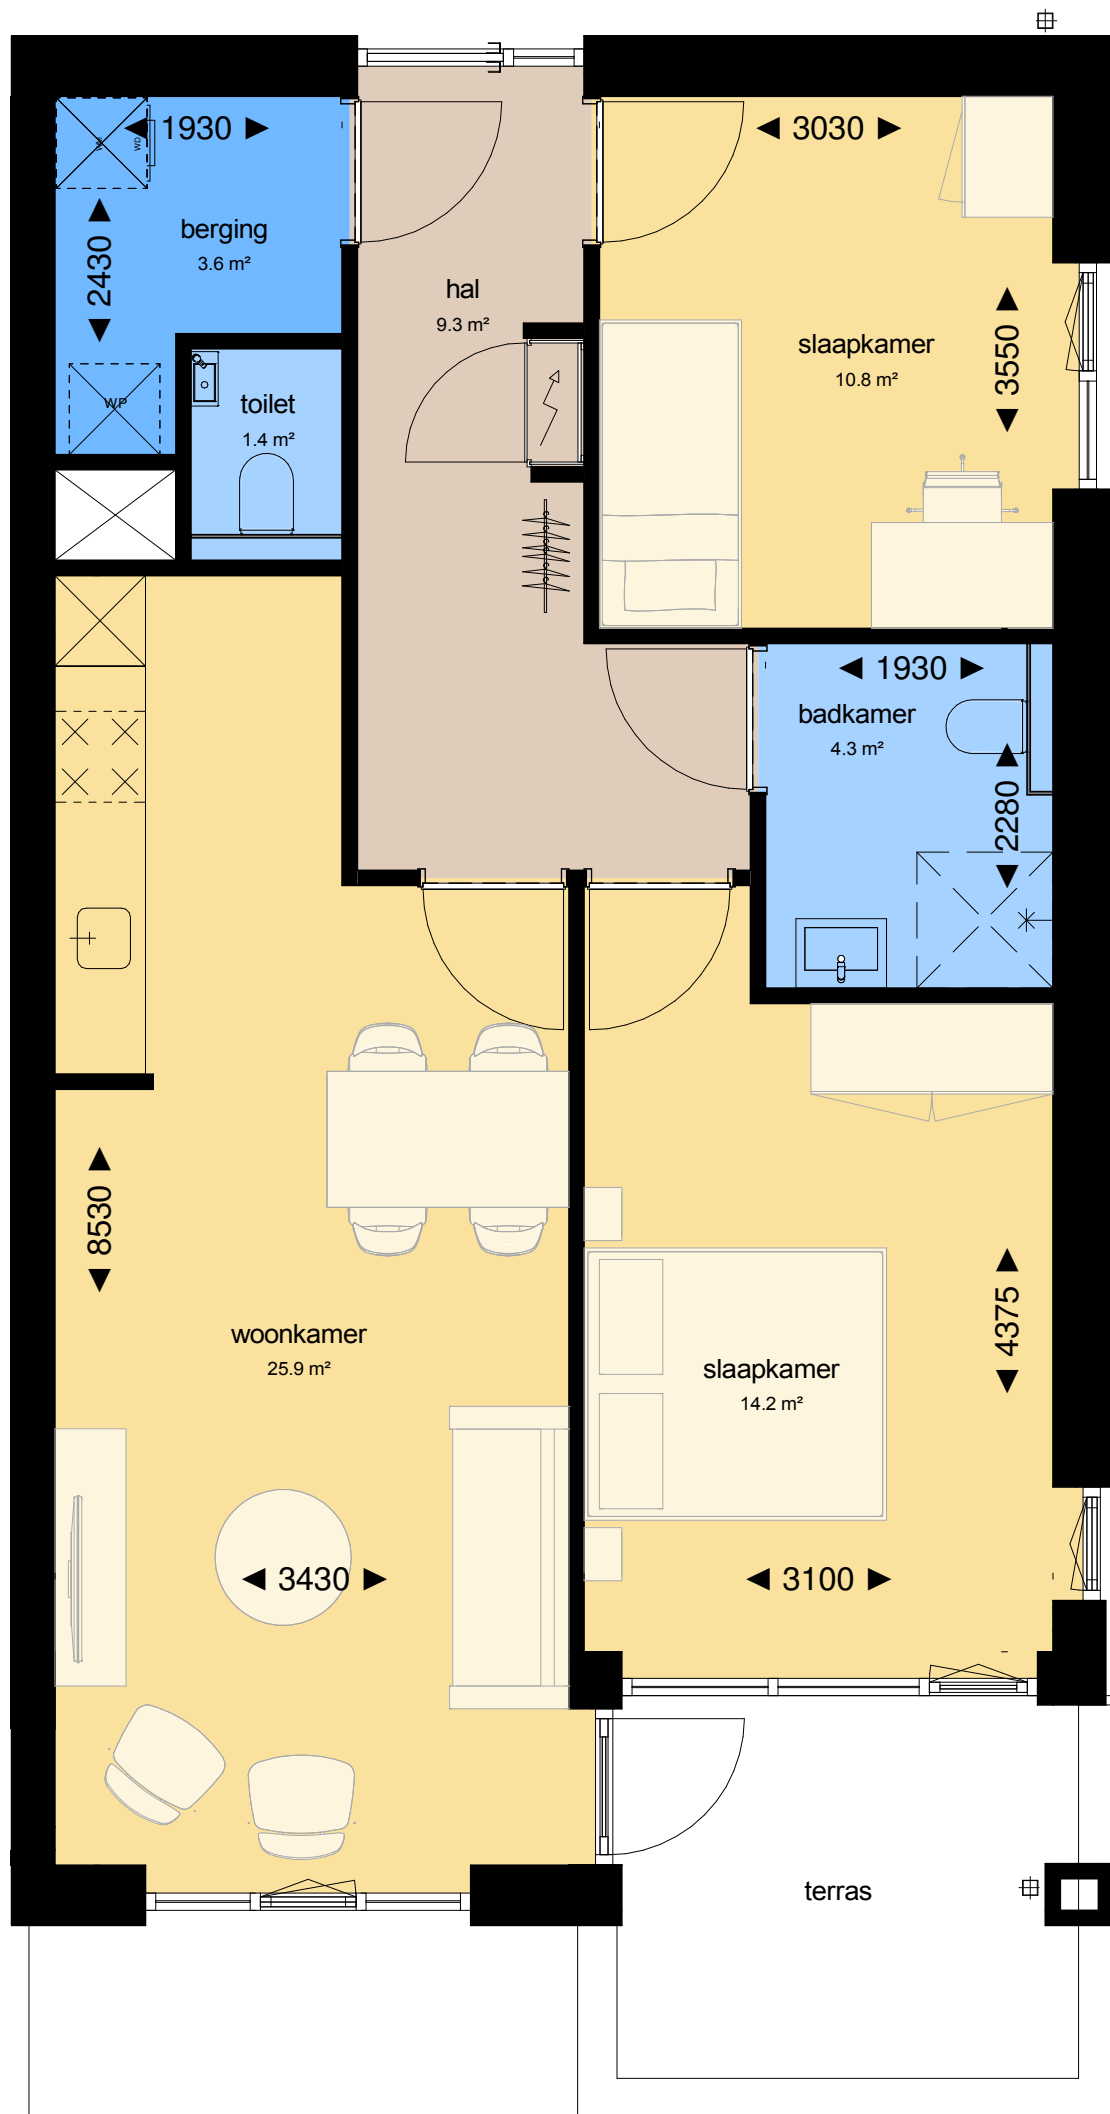 1930
WM
WD
berging
3.6 m²
2430
WP
toilet
1.4 m²
hal
9.3 m²
3030
slaapkamer
10.8 m²
3550
1930
badkamer
4.3 m²
2280
8530
woonkamer
25.9 m²
3430
slaapkamer
14.2 m²
4375
3100
terras